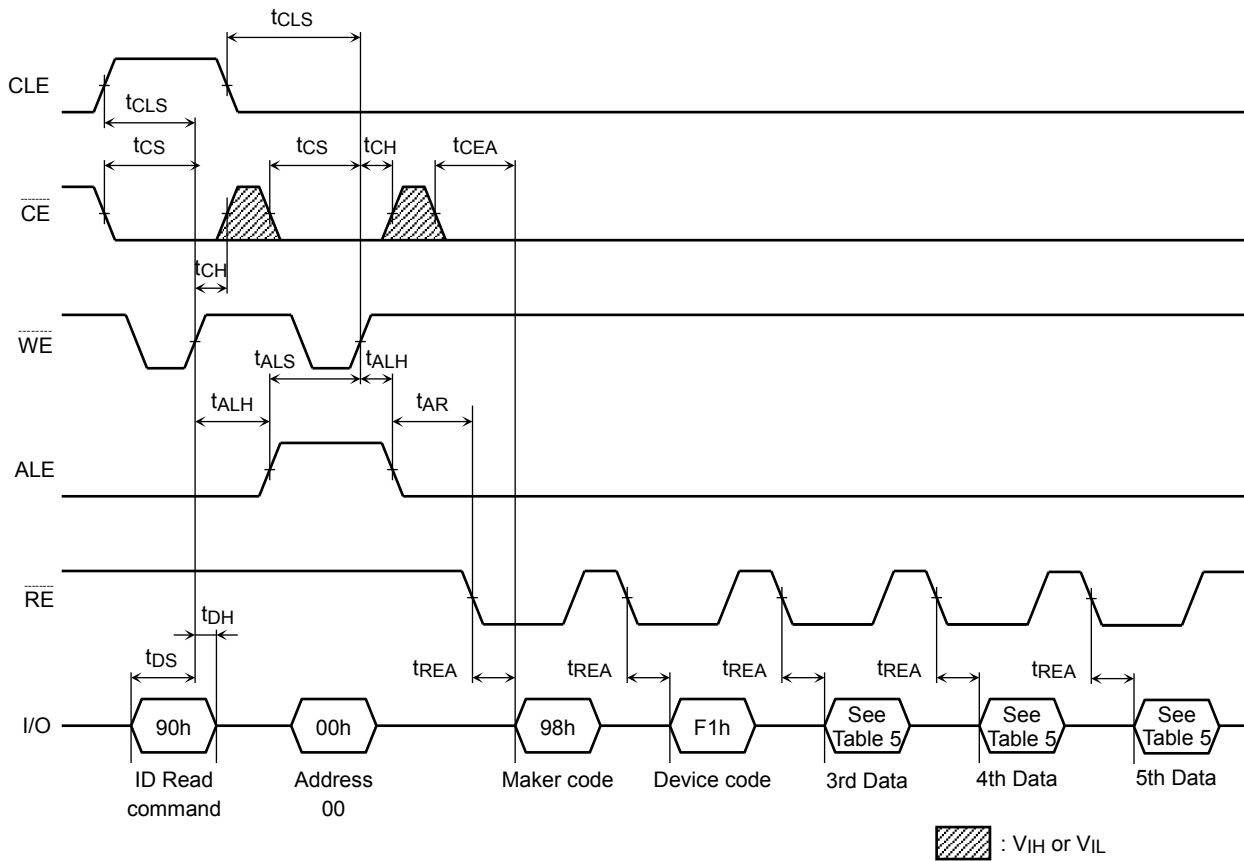 tCLS
CLE
tCLS
tCS
tCS
tCH
tCEA
CE
tCH
WE
tALS
tALH
tALH
tAR
ALE
RE
tDH
tDS
tREA
tREA
tREA
tREA
tREA
I/O
90h
00h
98h
F1h
See Table 5
See Table 5
See Table 5
ID Read
command
Address
00
Maker code
Device code
3rd Data
4th Data
5th Data
: VIH or VIL